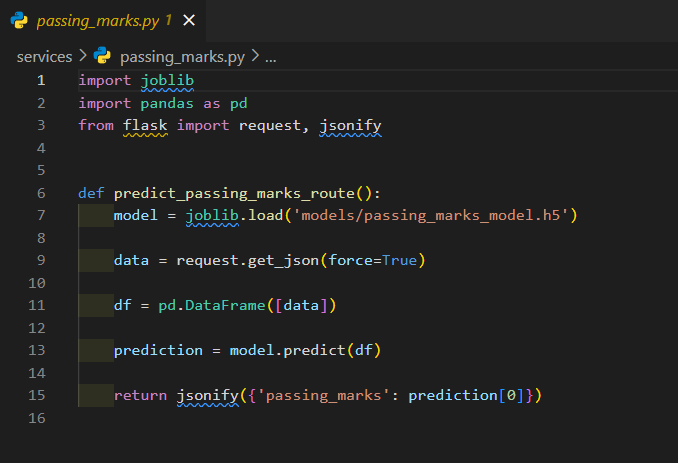 passing_marks.py 1 ×
services > passing_marks.py > ...
1 import joblib
2 import pandas as pd
3 from flask import request, jsonify
4
5
6 def predict_passing_marks_route():
7     model = joblib.load('models/passing_marks_model.h5')
8
9     data = request.get_json(force=True)
10
11     df = pd.DataFrame([data])
12
13     prediction = model.predict(df)
14
15     return jsonify({'passing_marks': prediction[0]})
16